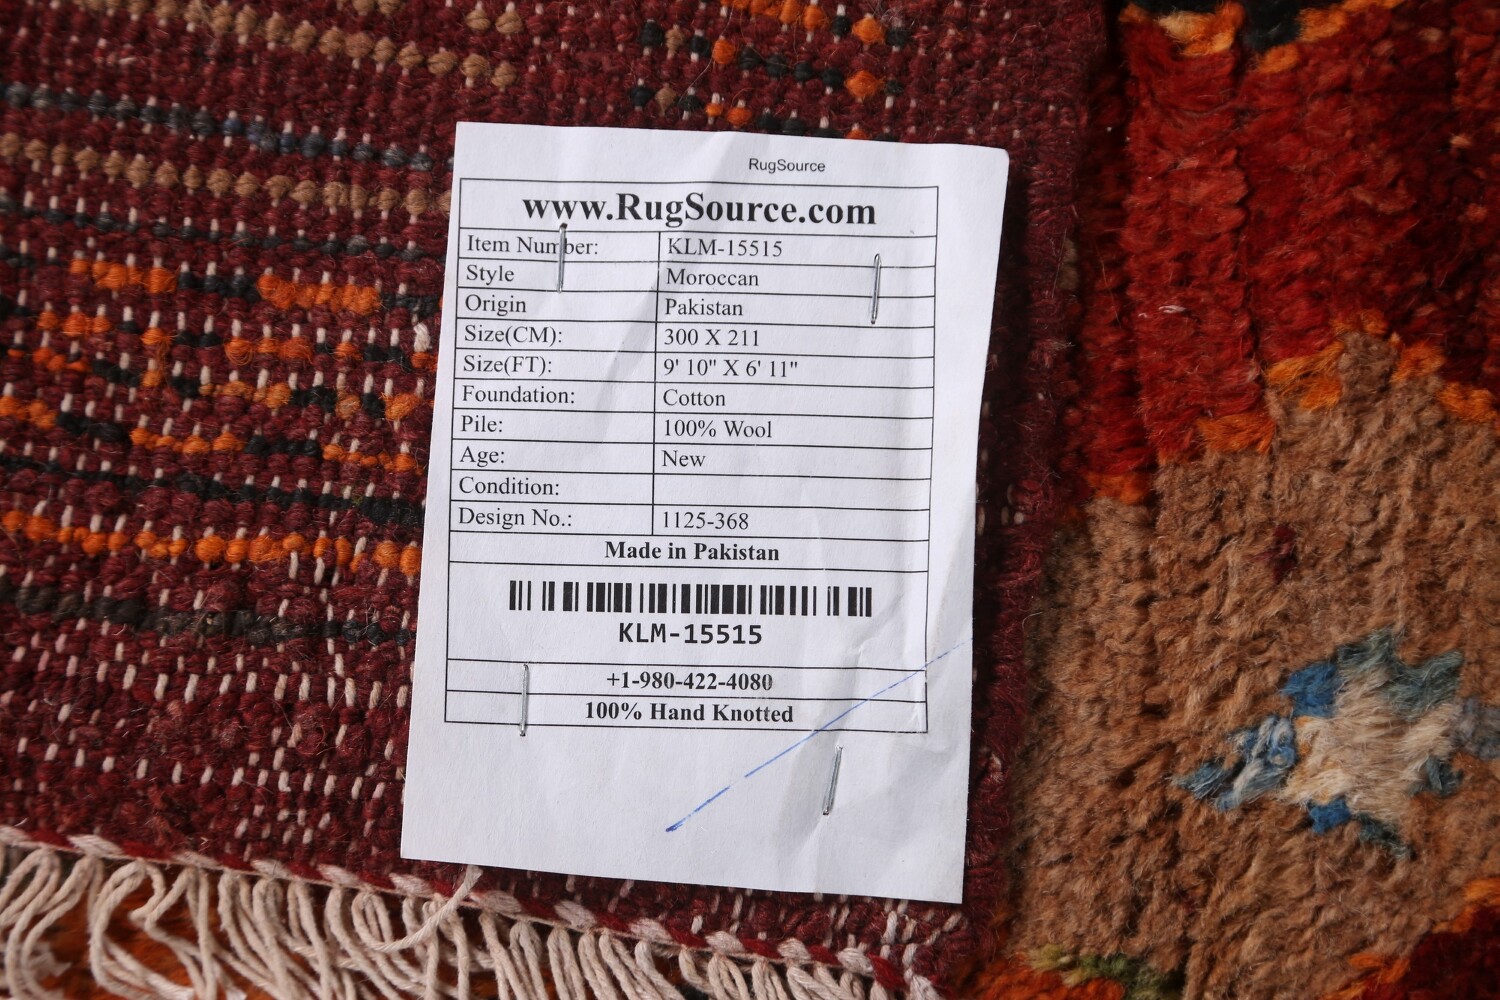 RugSource
www.RugSource.com
Item Number: KLM-15515
Style Moroccan
Origin Pakistan
Size(CM): 300 X 211
Size(FT): 9' 10" X 6' 11"
Foundation: Cotton
Pile: 100% Wool
Age: New
Condition:
Design No.: 1125-368
Made in Pakistan
KLM-15515
+1-980-422-4080
100% Hand Knotted